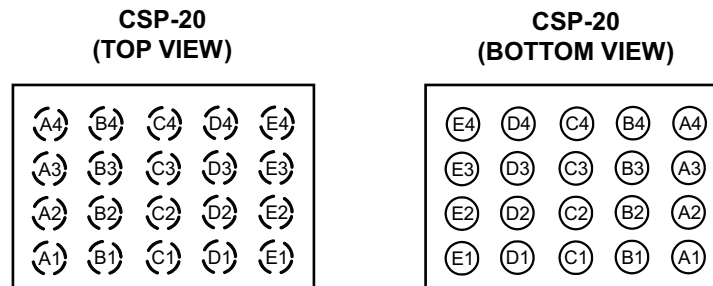 CSP-20
(TOP VIEW)
A4 B4 C4 D4 E4
A3 B3 C3 D3 E3
A2 B2 C2 D2 E2
A1 B1 C1 D1 E1
CSP-20
(BOTTOM VIEW)
E4 D4 C4 B4 A4
E3 D3 C3 B3 A3
E2 D2 C2 B2 A2
E1 D1 C1 B1 A1